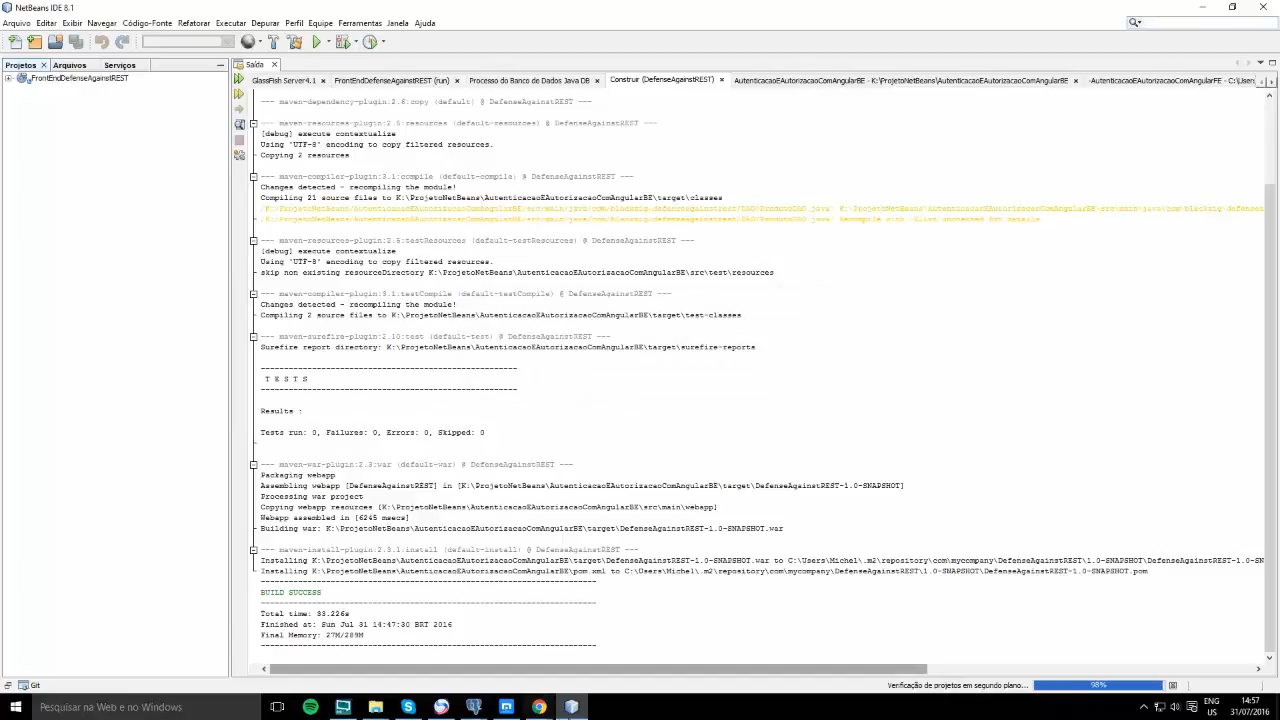 NetBeans IDE 8.1
Arquivo Editar Exibir Navegar Código-Fonte Refatorar Executar Depurar Perfil Equipe Ferramentas Janela Ajuda
Projetos Arquivos Serviços
Saída
FrontEndDefenseAgainstREST
GlassFish Server4.1 FrontEndDefenseAgainstREST (run) Processo do Banco de Dados Java DB Construir (DefenseAgainstREST) AutenticacaoEAutorizacaoComAngularBE - K:\ProjetoNetBeans\AutenticacaoEAutorizacaoComAngularBE -AutenticacaoEAutorizacaoComAngularFE - C:\Users
--- maven-dependency-plugin:2.6:copy (default) @ DefenseAgainstREST ---
--- maven-resources-plugin:2.5:resources (default-resources) @ DefenseAgainstREST ---
[debug] execute contextualize
Using 'UTF-8' encoding to copy filtered resources.
Copying 2 resources
--- maven-compiler-plugin:3.1:compile (default-compile) @ DefenseAgainstREST ---
Changes detected - recompiling the module!
Compiling 21 source files to K:\ProjetoNetBeans\AutenticacaoEAutorizacaoComAngularBE\target\classes
--- maven-resources-plugin:2.5:testResources (default-testResources) @ DefenseAgainstREST ---
[debug] execute contextualize
Using 'UTF-8' encoding to copy filtered resources.
skip non existing resourceDirectory K:\ProjetoNetBeans\AutenticacaoEAutorizacaoComAngularBE\src\test\resources
--- maven-compiler-plugin:3.1:testCompile (default-testCompile) @ DefenseAgainstREST ---
Changes detected - recompiling the module!
Compiling 2 source files to K:\ProjetoNetBeans\AutenticacaoEAutorizacaoComAngularBE\target\test-classes
--- maven-surefire-plugin:2.10:test (default-test) @ DefenseAgainstREST ---
Surefire report directory: K:\ProjetoNetBeans\AutenticacaoEAutorizacaoComAngularBE\target\surefire-reports
-------------------------------------------------------
T E S T S
-------------------------------------------------------
Results :
Tests run: 0, Failures: 0, Errors: 0, Skipped: 0
--- maven-war-plugin:2.3:war (default-war) @ DefenseAgainstREST ---
Packaging webapp
Assembling webapp [DefenseAgainstREST] in [K:\ProjetoNetBeans\AutenticacaoEAutorizacaoComAngularBE\target\DefenseAgainstREST-1.0-SNAPSHOT]
Processing war project
Copying webapp resources [K:\ProjetoNetBeans\AutenticacaoEAutorizacaoComAngularBE\src\main\webapp]
Webapp assembled in [6245 msecs]
Building war: K:\ProjetoNetBeans\AutenticacaoEAutorizacaoComAngularBE\target\DefenseAgainstREST-1.0-SNAPSHOT.war
--- maven-install-plugin:2.3.1:install (default-install) @ DefenseAgainstREST ---
Installing K:\ProjetoNetBeans\AutenticacaoEAutorizacaoComAngularBE\target\DefenseAgainstREST-1.0-SNAPSHOT.war to C:\Users\Michel\.m2\repository\com\mycompany\DefenseAgainstREST\1.0-SNAPSHOT\DefenseAgainstREST-1.0-SN
Installing K:\ProjetoNetBeans\AutenticacaoEAutorizacaoComAngularBE\pom.xml to C:\Users\Michel\.m2\repository\com\mycompany\DefenseAgainstREST\1.0-SNAPSHOT\DefenseAgainstREST-1.0-SNAPSHOT.pom
------------------------------------------------------------------------
BUILD SUCCESS
------------------------------------------------------------------------
Total time: 33.226s
Finished at: Sun Jul 31 14:47:30 BRT 2016
Final Memory: 27M/289M
------------------------------------------------------------------------
Git
Verificação de projetos em segundo plano... 98%
Pesquisar na Web e no Windows
ENG 14:57
US 31/07/2016